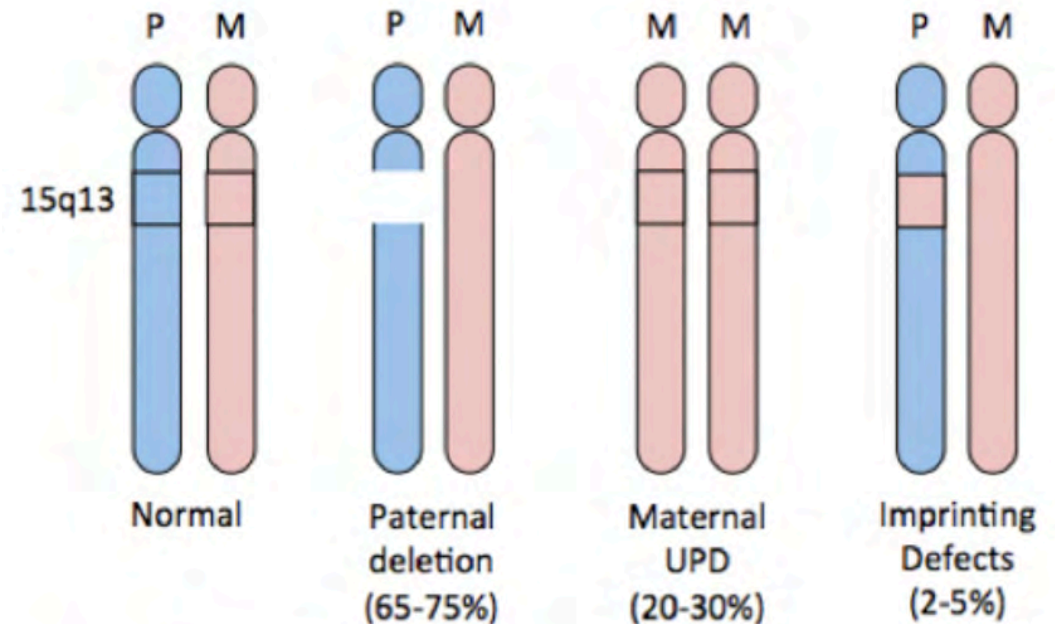 P M
P M
M M
P M
15q13
Normal
Paternal
deletion
(65-75%)
Maternal
UPD
(20-30%)
Imprinting
Defects
(2-5%)